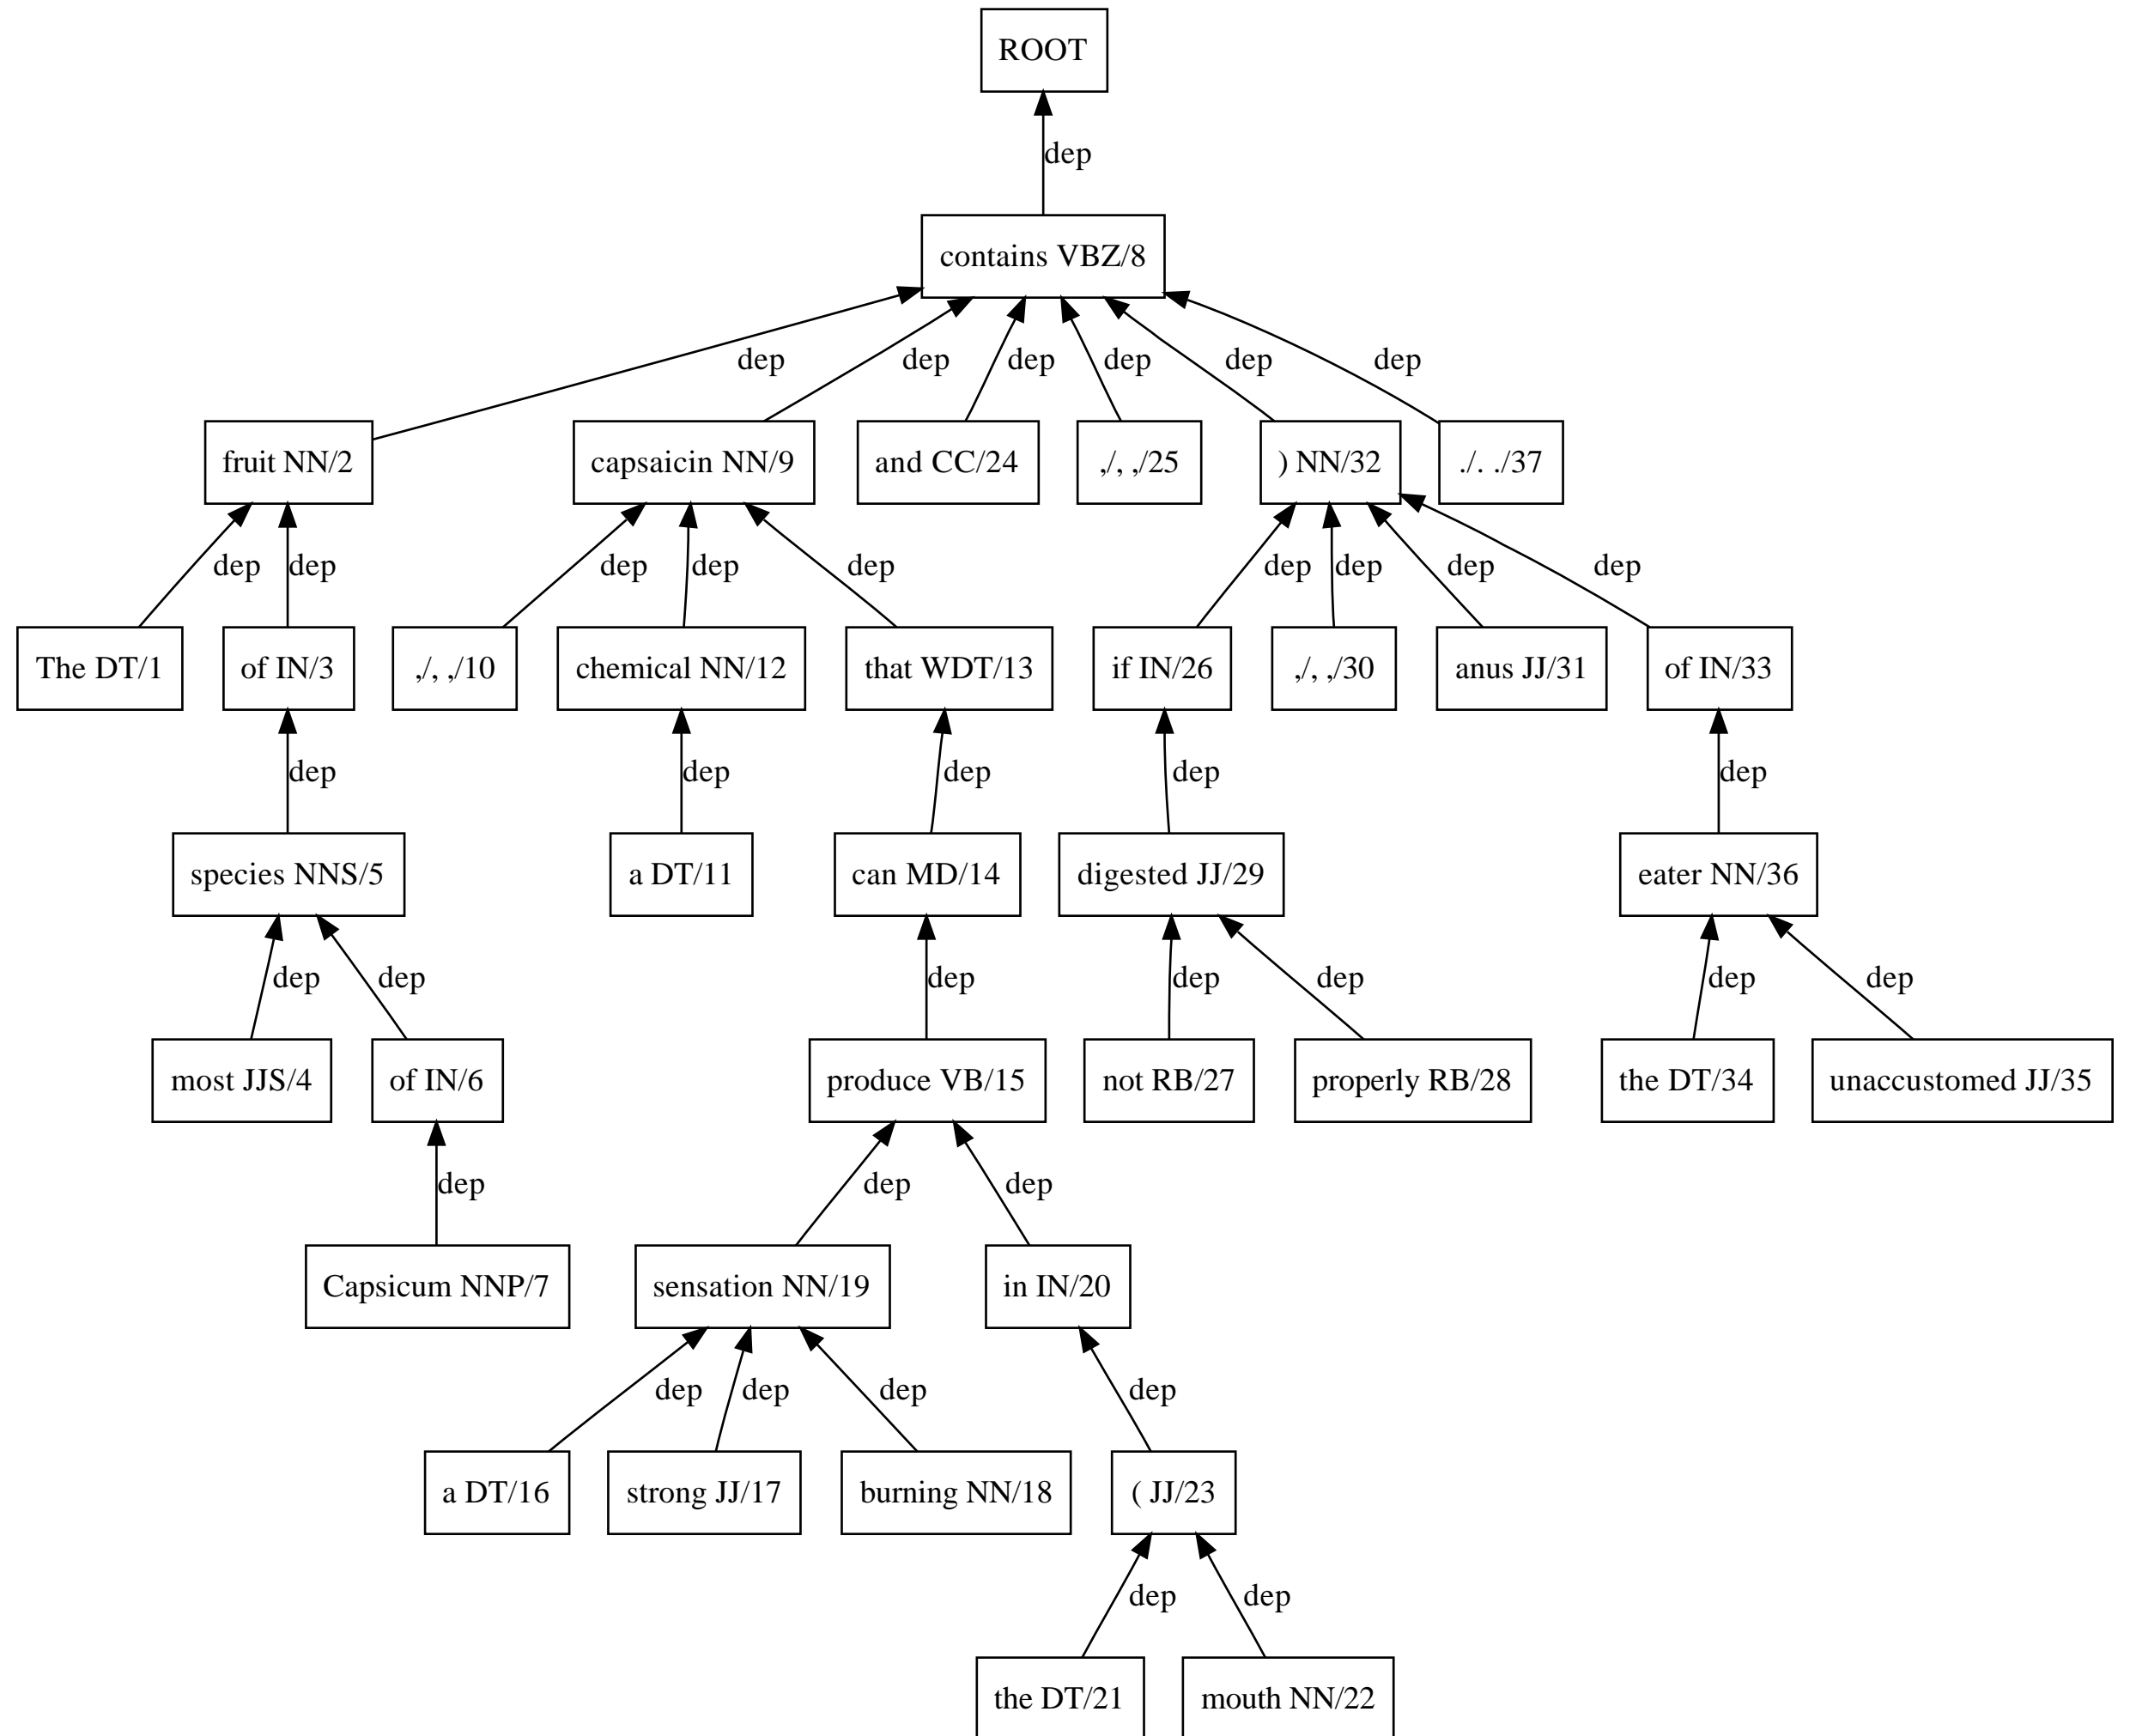 ROOT
dep
contains VBZ/8
dep dep dep dep dep dep
fruit NN/2 capsaicin NN/9 and CC/24 ,/, ,/25 ) NN/32 ./. ./37
dep dep dep dep dep dep dep dep dep
The DT/1 of IN/3 ,/, ,/10 chemical NN/12 that WDT/13 if IN/26 ,/, ,/30 anus JJ/31 of IN/33
dep dep dep dep dep
species NNS/5 a DT/11 can MD/14 digested JJ/29 eater NN/36
dep dep dep dep dep dep dep
most JJS/4 of IN/6 produce VB/15 not RB/27 properly RB/28 the DT/34 unaccustomed JJ/35
dep dep dep
Capsicum NNP/7 sensation NN/19 in IN/20
dep dep dep dep
a DT/16 strong JJ/17 burning NN/18 ( JJ/23
dep dep
the DT/21 mouth NN/22